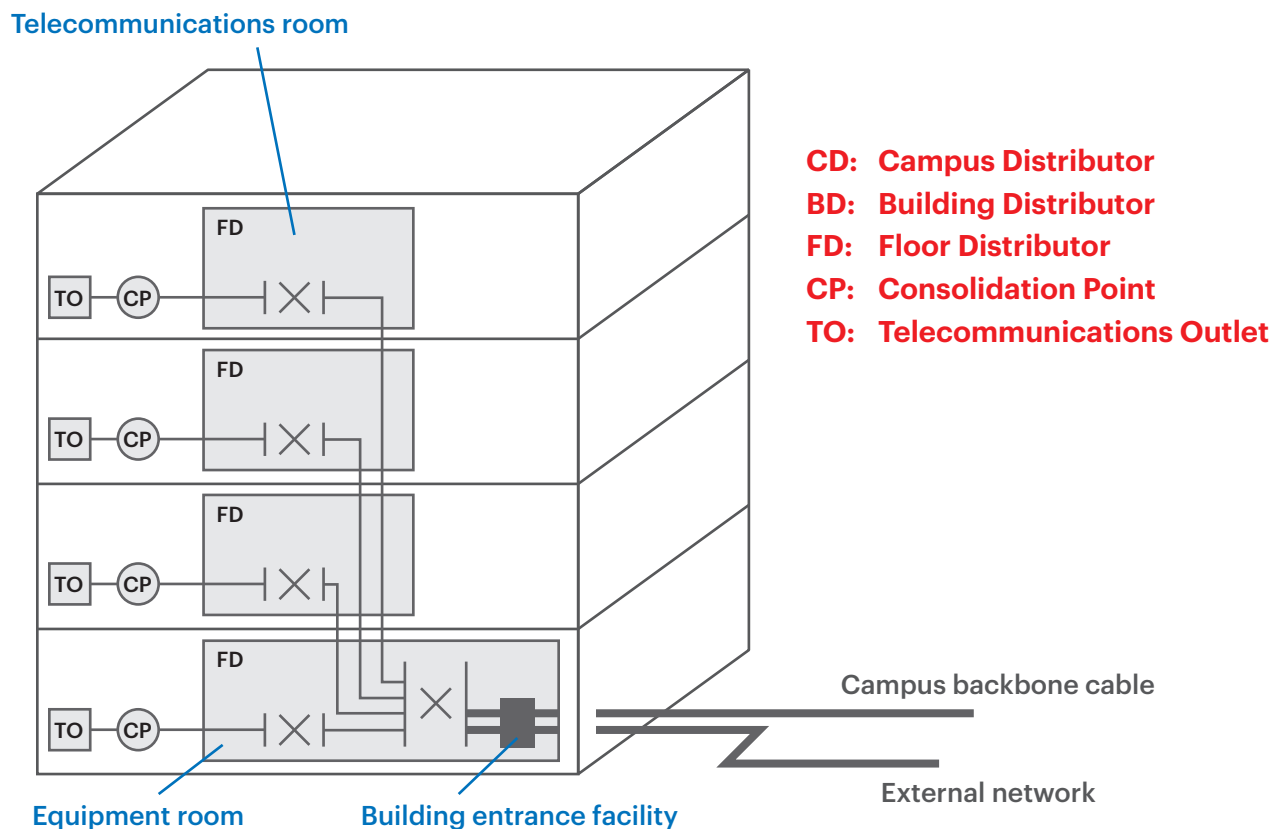 Telecommunications room
CD: Campus Distributor
BD: Building Distributor
FD: Floor Distributor
CP: Consolidation Point
TO: Telecommunications Outlet
FD
TO CP
FD
TO CP
FD
TO CP
FD
TO CP
Campus backbone cable
External network
Equipment room
Building entrance facility